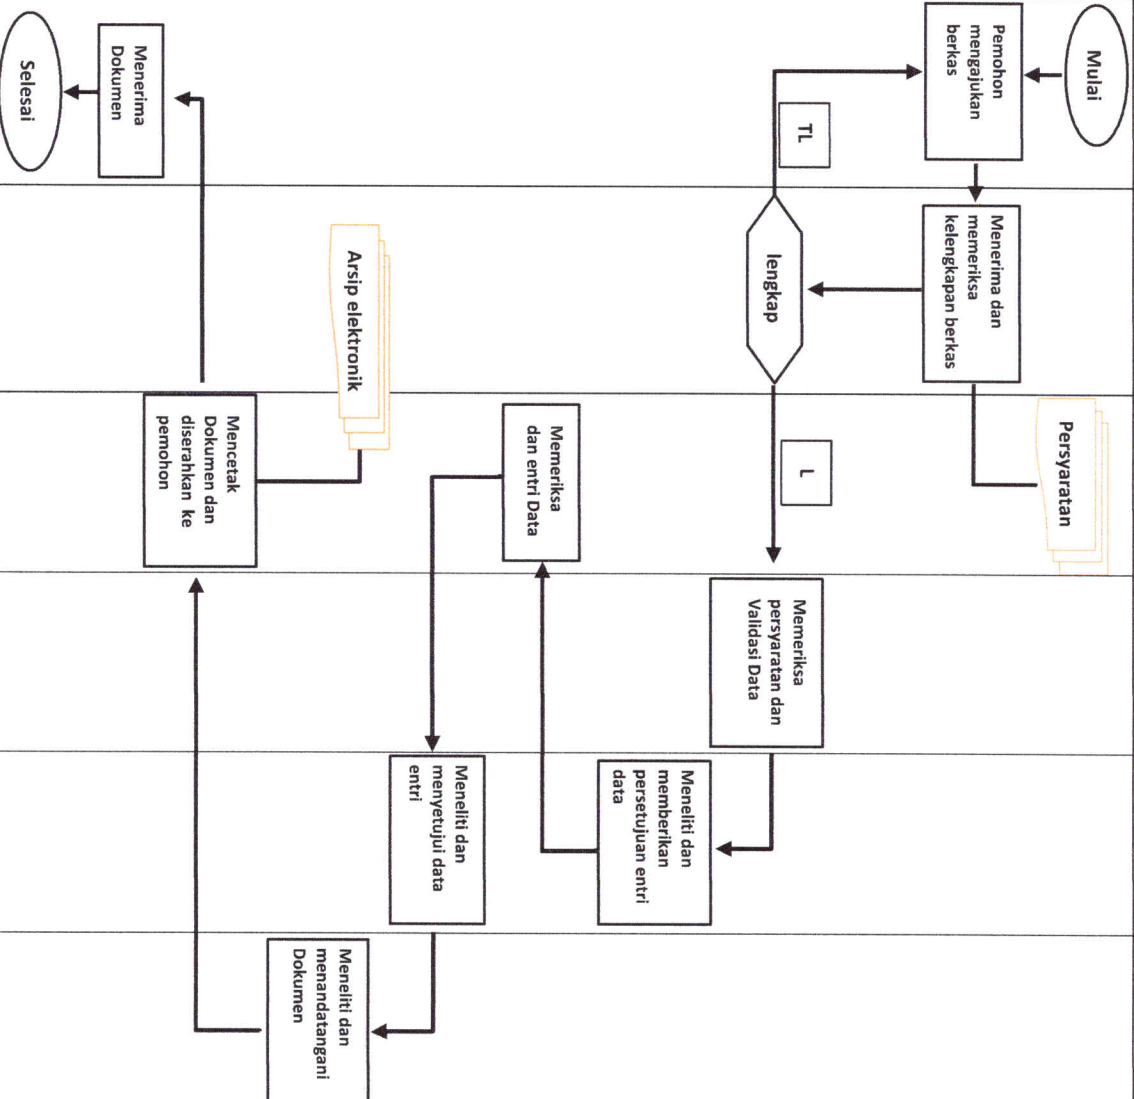 Mulai
Pemohon
mengajukan
berkas
Menerima dan
memeriksa
kelengkapan berkas
Persyaratan
TL
lengkap
L
Memeriksa
persyaratan dan
Validasi Data
Meneliti dan
memberikan
persetujuan entri
data
Memeriksa
dan entri Data
Meneliti dan
menyetujui data
entri
Meneliti dan
menandatangani
Dokumen
Arsip elektronik
Mencetak
Dokumen dan
diserahkan ke
pemohon
Menerima
Dokumen
Selesai